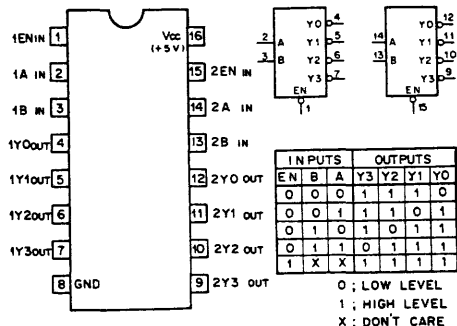 1EN IN 1
1A IN 2
1B IN 3
1Y0 OUT 4
1Y1 OUT 5
1Y2 OUT 6
1Y3 OUT 7
8 GND
Vcc 16
(+5V)
15 2EN IN
14 2A IN
13 2B IN
12 2Y0 OUT
11 2Y1 OUT
10 2Y2 OUT
9 2Y3 OUT
2 A Y0 4
3 B Y1 5
Y2 6
Y3 7
EN
1
14 A Y0 12
13 B Y1 11
Y2 10
Y3 9
EN
15
INPUTS OUTPUTS
EN B A Y3 Y2 Y1 Y0
0 0 0 1 1 1 0
0 0 1 1 1 0 1
0 1 0 1 0 1 1
0 1 1 0 1 1 1
1 X X 1 1 1 1
0 ; LOW LEVEL
1 ; HIGH LEVEL
X ; DON'T CARE